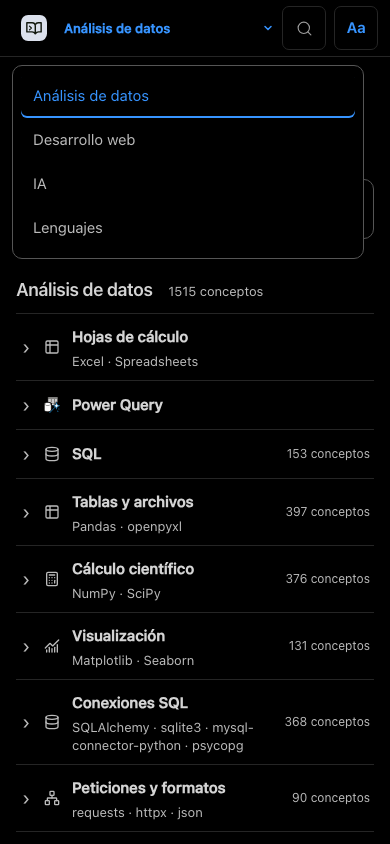 Análisis de datos
Aa
Análisis de datos
Desarrollo web
IA
Lenguajes
Análisis de datos 1515 conceptos
Hojas de cálculo
Excel · Spreadsheets
Power Query
SQL 153 conceptos
Tablas y archivos
397 conceptos
Pandas · openpyxl
Cálculo científico
376 conceptos
NumPy · SciPy
Visualización
131 conceptos
Matplotlib · Seaborn
Conexiones SQL
368 conceptos
SQLAlchemy · sqlite3 · mysql-
connector-python · psycopg
Peticiones y formatos
90 conceptos
requests · httpx · json